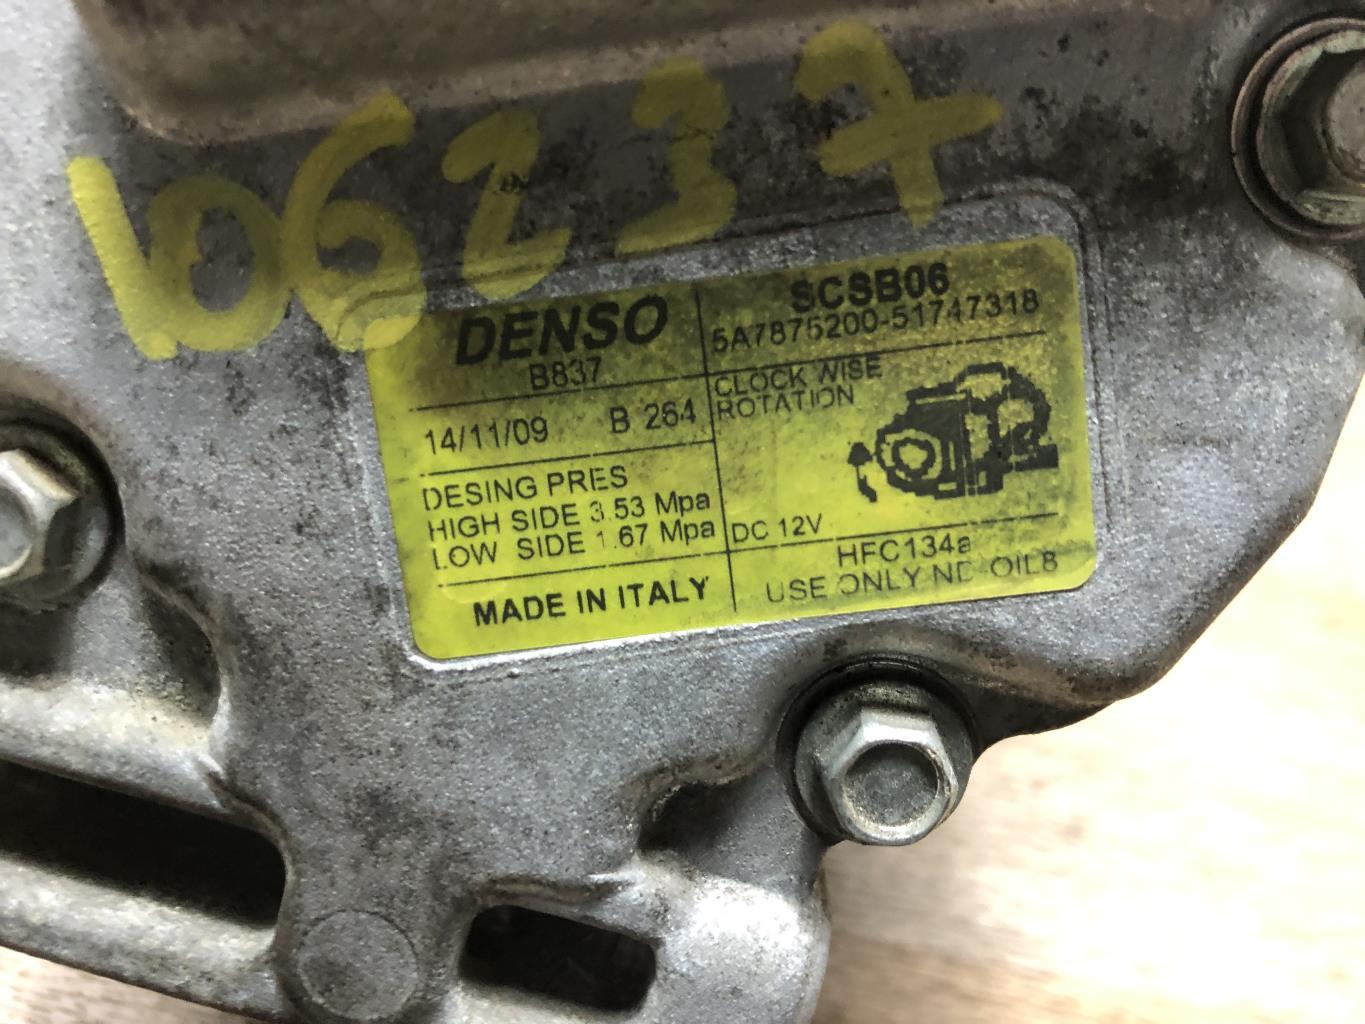 L06237
DENSO
B837
14/11/09 B 264
DESING PRES
HIGH SIDE 3.53 Mpa
LOW SIDE 1.67 Mpa
MADE IN ITALY
SCSB06
5A7875200-51747318
CLOCK WISE
ROTATION
DC 12V
HFC134a
USE ONLY ND-OIL8